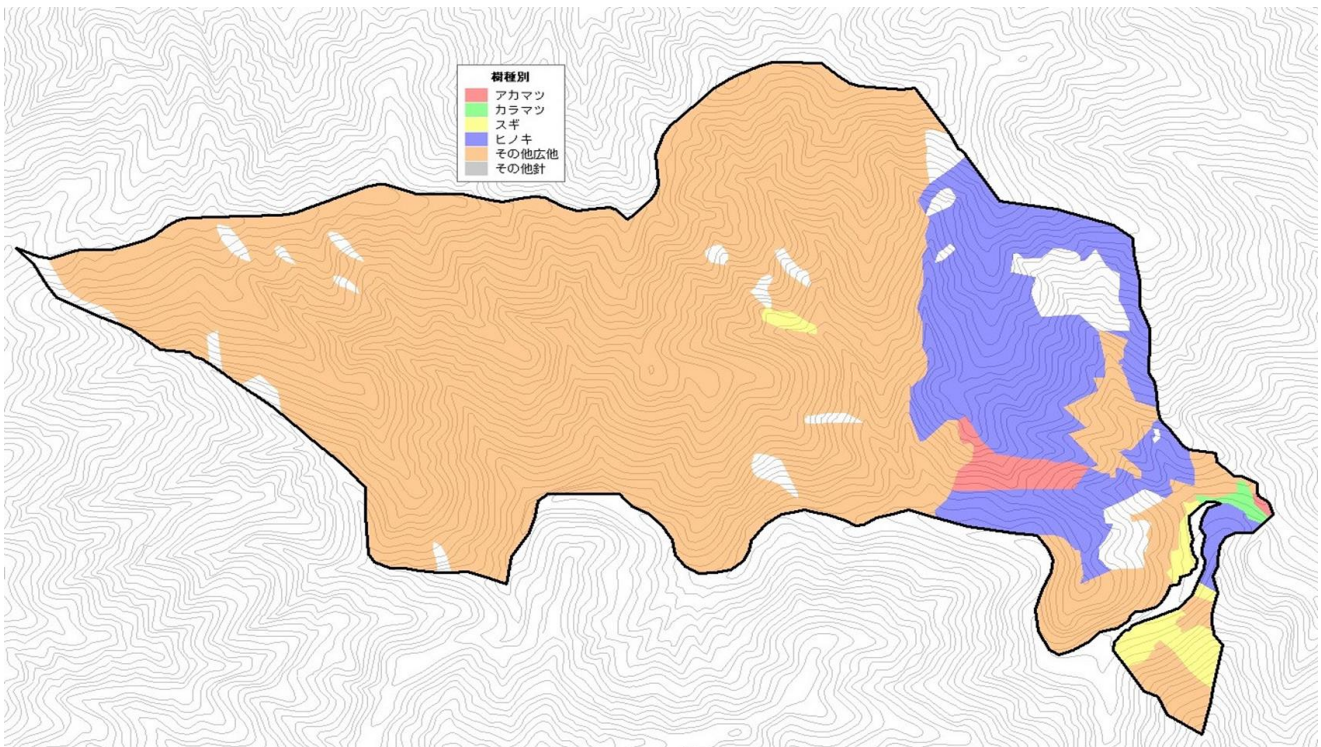 樹種別
アカマツ
カラマツ
スギ
ヒノキ
その他広他
その他針